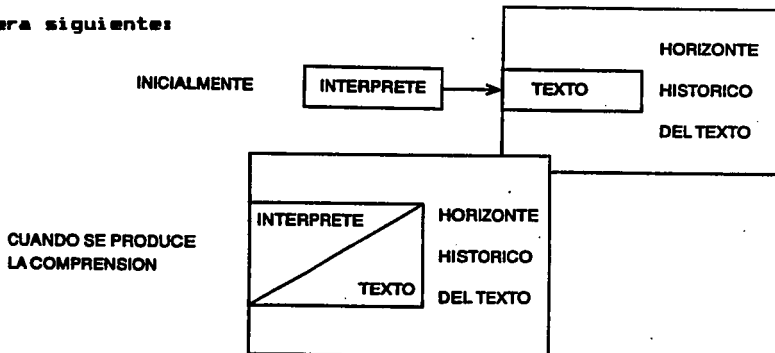 era siguiente:
HORIZONTE
INICIALMENTE INTERPRETE TEXTO HISTORICO
DEL TEXTO
INTERPRETE HORIZONTE
CUANDO SE PRODUCE
LA COMPRENSION HISTORICO
TEXTO
DEL TEXTO